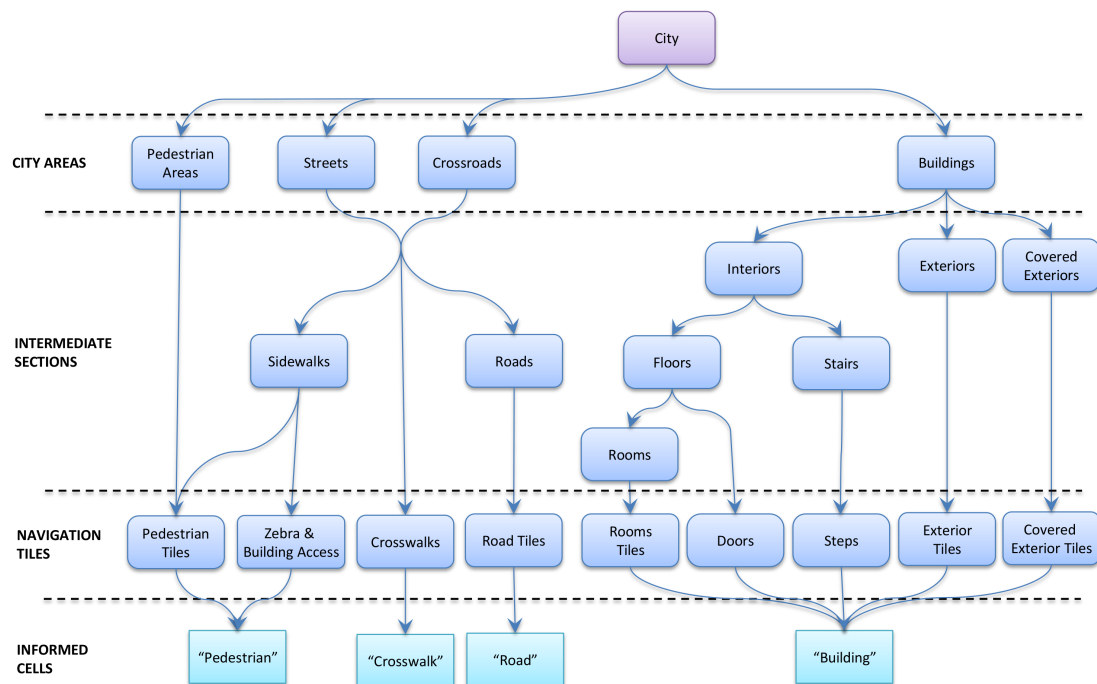 City
CITY AREAS
Pedestrian
Areas
Streets
Crossroads
Buildings
INTERMEDIATE
SECTIONS
Interiors
Exteriors
Covered
Exteriors
Sidewalks
Roads
Floors
Stairs
Rooms
NAVIGATION
TILES
Pedestrian
Tiles
Zebra &
Building Access
Crosswalks
Road Tiles
Rooms
Tiles
Doors
Steps
Exterior
Tiles
Covered
Exterior Tiles
INFORMED
CELLS
“Pedestrian”
“Crosswalk”
“Road”
“Building”